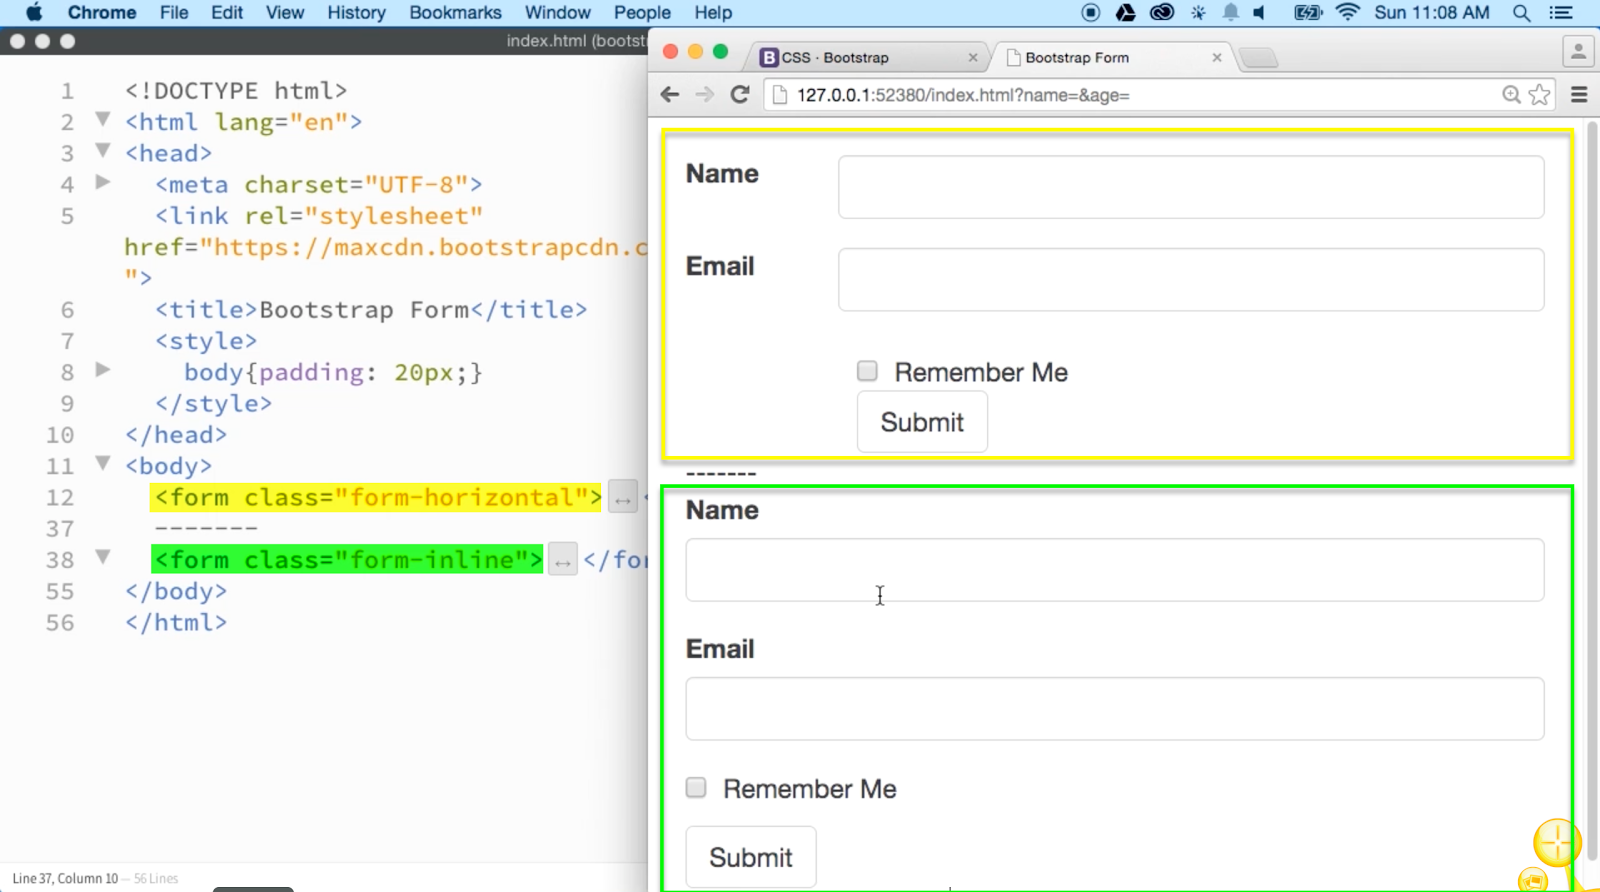 Chrome File Edit View History Bookmarks Window People Help Sun 11:08 AM
index.html (bootst
CSS · Bootstrap
Bootstrap Form
127.0.0.1:52380/index.html?name=&age=
1 <!DOCTYPE html>
2 <html lang="en">
3 <head>
4 <meta charset="UTF-8">
5 <link rel="stylesheet"
href="https://maxcdn.bootstrapcdn.c
">
6 <title>Bootstrap Form</title>
7 <style>
8 body{padding: 20px;}
9 </style>
10 </head>
11 <body>
12 <form class="form-horizontal"> <
37 -------
38 <form class="form-inline"> </for
55 </body>
56 </html>
Line 37, Column 10 — 56 Lines
Name
Email
Remember Me
Submit
-------
Name
Email
Remember Me
Submit